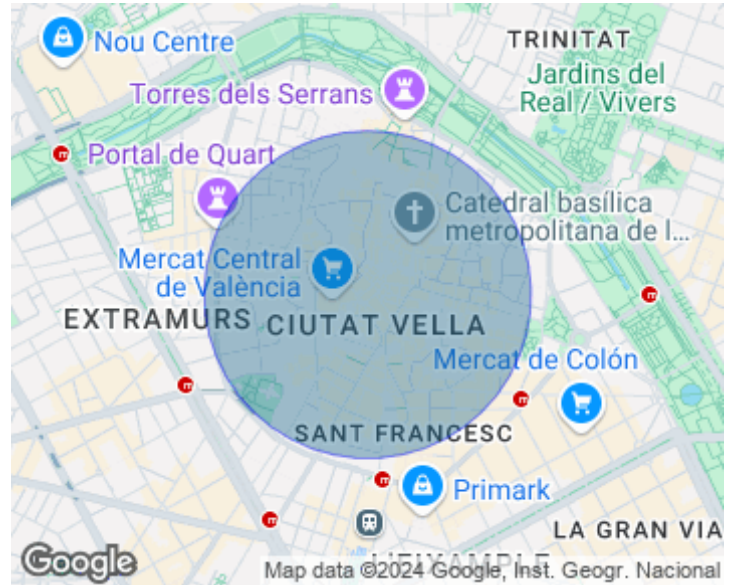 Nou Centre
TRINITAT
Torres dels Serrans
Jardins del
Real / Vivers
Portal de Quart
Catedral basílica
metropolitana de l...
Mercat Central
de València
EXTRAMURS
CIUTAT VELLA
Mercat de Colón
SANT FRANCESC
Primark
LA GRAN VIA
L'EIXAMPLE
Google
Map data ©2024 Google, Inst. Geogr. Nacional